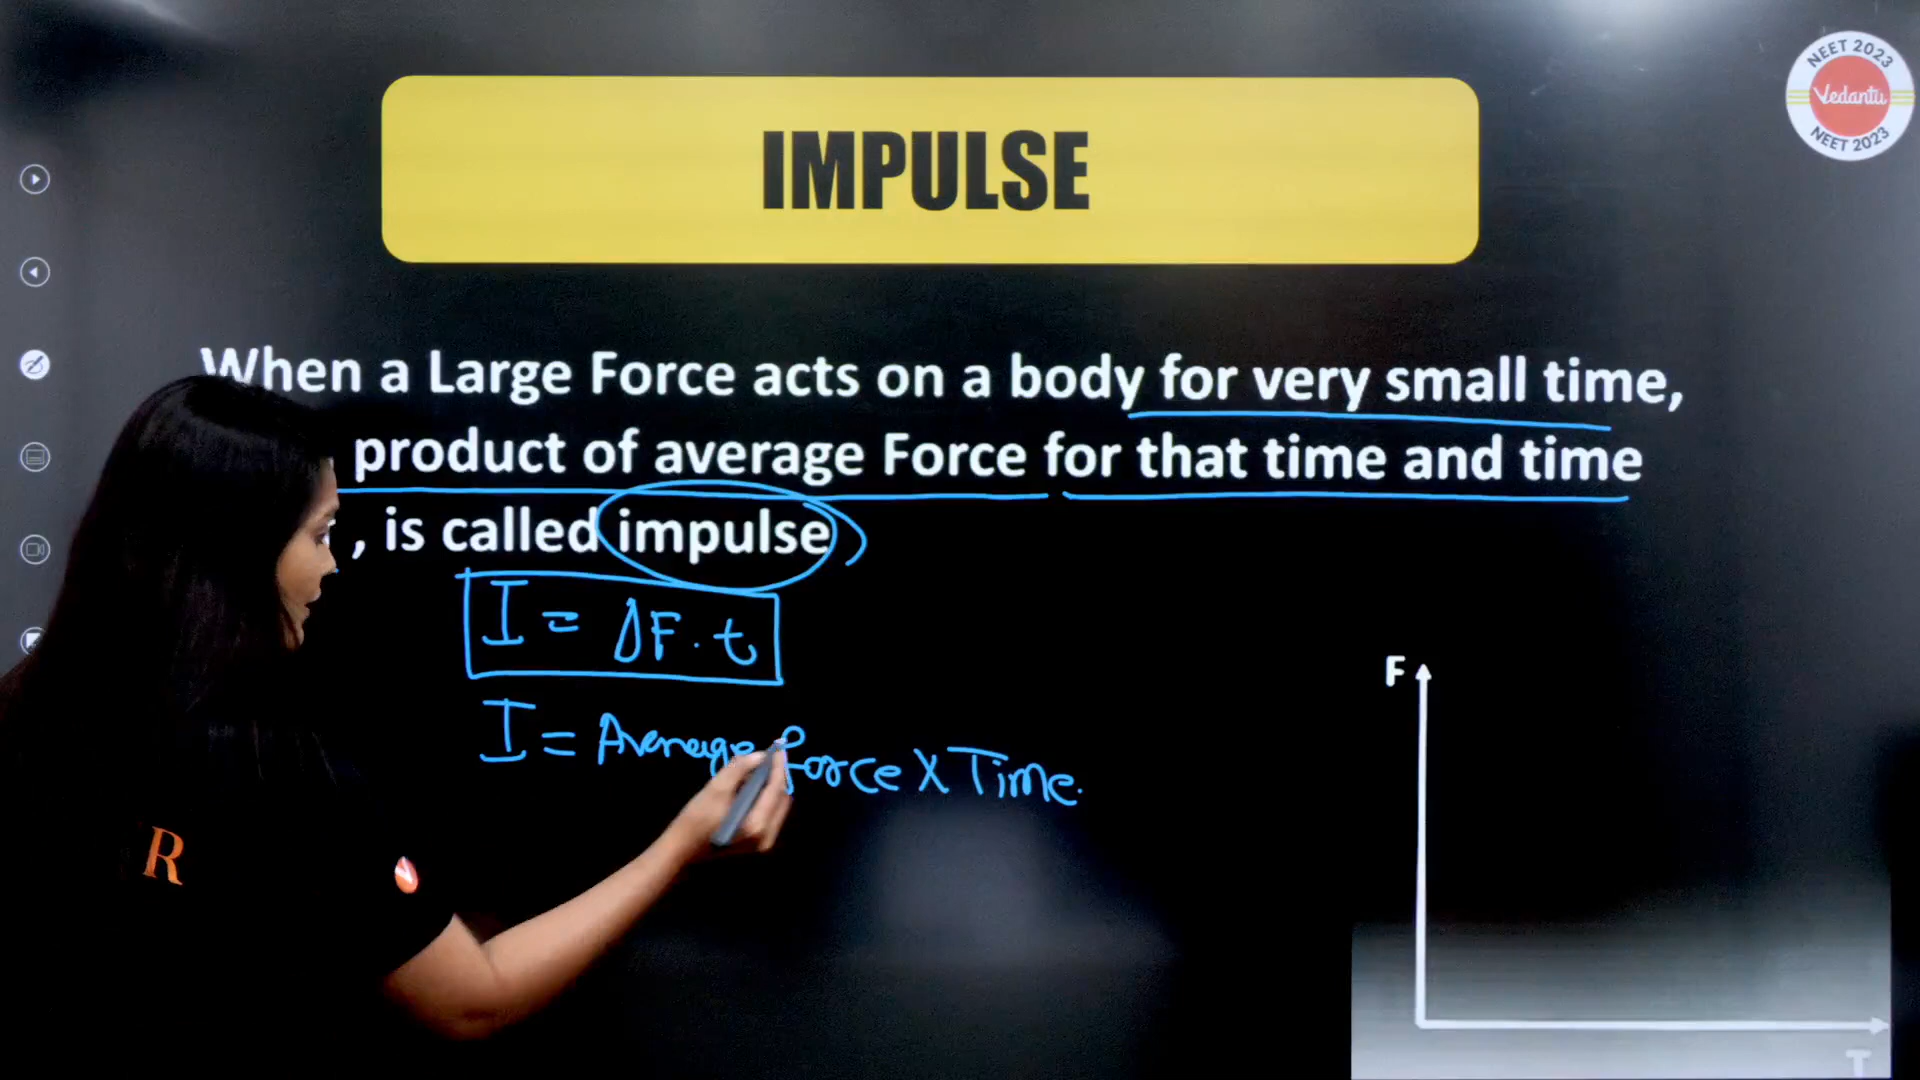 NEET 2023
Vedantu
NEET 2023
IMPULSE
When a Large Force acts on a body for very small time,
product of average Force for that time and time
, is called impulse
I = ΔF. t
I = Average force X Time.
F
T
R